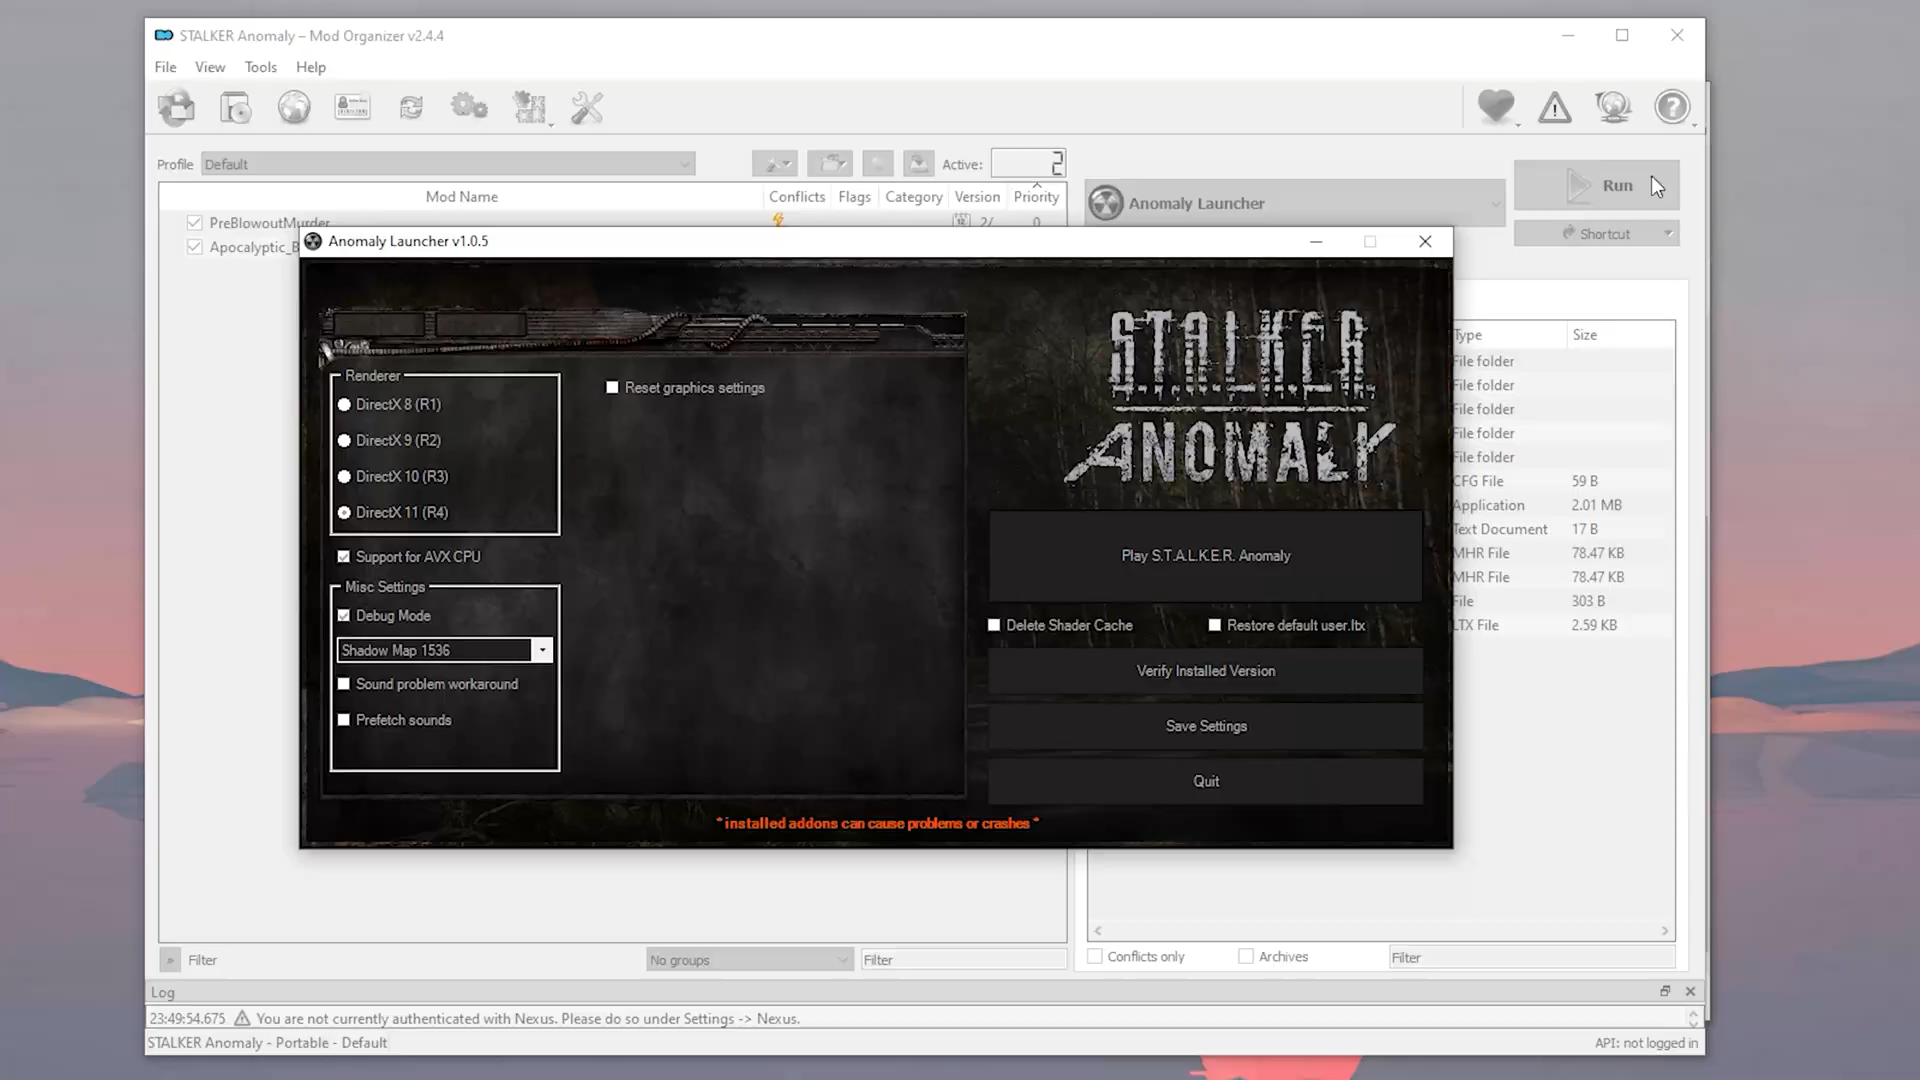 STALKER Anomaly – Mod Organizer v2.4.4
File View Tools Help
Profile Default Active: 2
Mod Name Conflicts Flags Category Version Priority
PreBlowoutMurder 2/ 0
Apocalyptic_B
Anomaly Launcher
Run
Shortcut
Anomaly Launcher v1.0.5
Renderer
DirectX 8 (R1)
DirectX 9 (R2)
DirectX 10 (R3)
DirectX 11 (R4)
Support for AVX CPU
Misc Settings
Debug Mode
Shadow Map 1536
Sound problem workaround
Prefetch sounds
Reset graphics settings
S.T.A.L.K.E.R.
ANOMALY
Play S.T.A.L.K.E.R. Anomaly
Delete Shader Cache Restore default user.ltx
Verify Installed Version
Save Settings
Quit
* installed addons can cause problems or crashes *
Type Size
File folder
File folder
File folder
File folder
File folder
CFG File 59 B
Application 2.01 MB
Text Document 17 B
MHR File 78.47 KB
MHR File 78.47 KB
File 303 B
LTX File 2.59 KB
» Filter No groups Filter
Conflicts only Archives Filter
Log
23:49:54.675 You are not currently authenticated with Nexus. Please do so under Settings -> Nexus.
STALKER Anomaly - Portable - Default API: not logged in